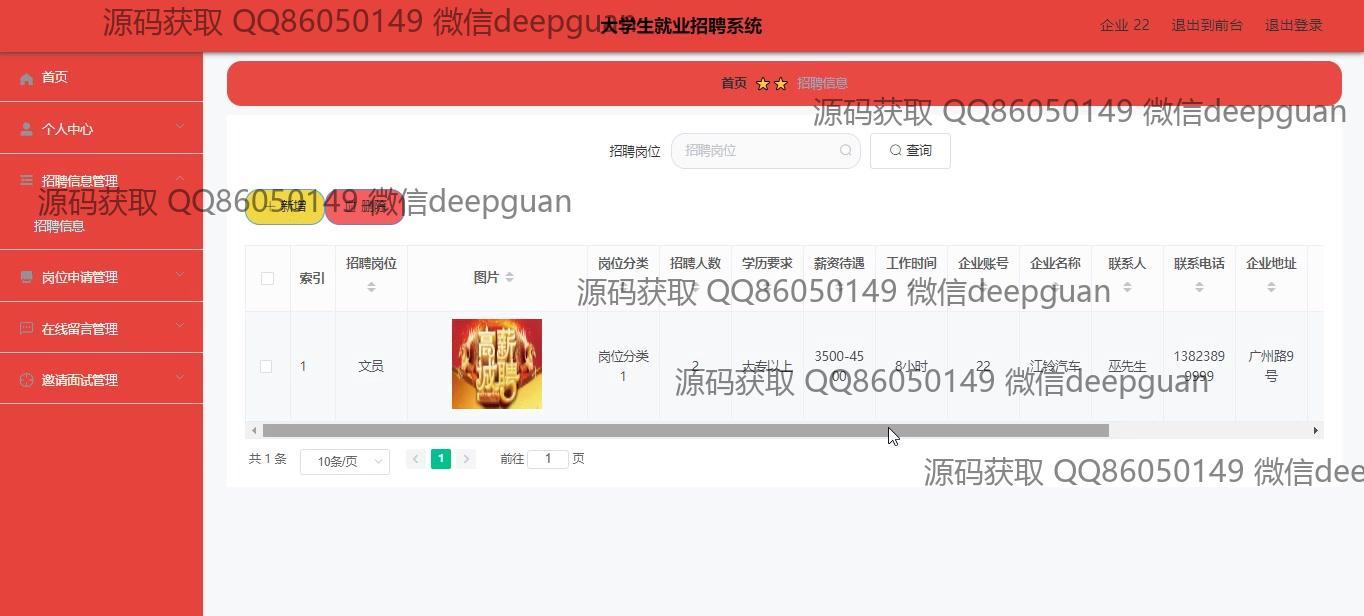 源码获取 QQ86050149 微信deepguan
大学生就业招聘系统
企业 22 退出到前台 退出登录
首页
个人中心
招聘信息管理
招聘信息
岗位申请管理
在线留言管理
邀请面试管理
首页 招聘信息
源码获取 QQ86050149 微信deepguan
招聘岗位 招聘岗位 查询
源码获取 QQ86050149 微信deepguan
新增 删除
索引 招聘岗位 图片 岗位分类 招聘人数 学历要求 薪资待遇 工作时间 企业账号 企业名称 联系人 联系电话 企业地址
源码获取 QQ86050149 微信deepguan
1 文员 高薪诚聘 岗位分类1 2 大专以上 3500-4500 8小时 22 江铃汽车 巫先生 13823899999 广州路9号
源码获取 QQ86050149 微信deepguan
共 1 条 10条/页 1 前往 1 页
源码获取 QQ86050149 微信dee